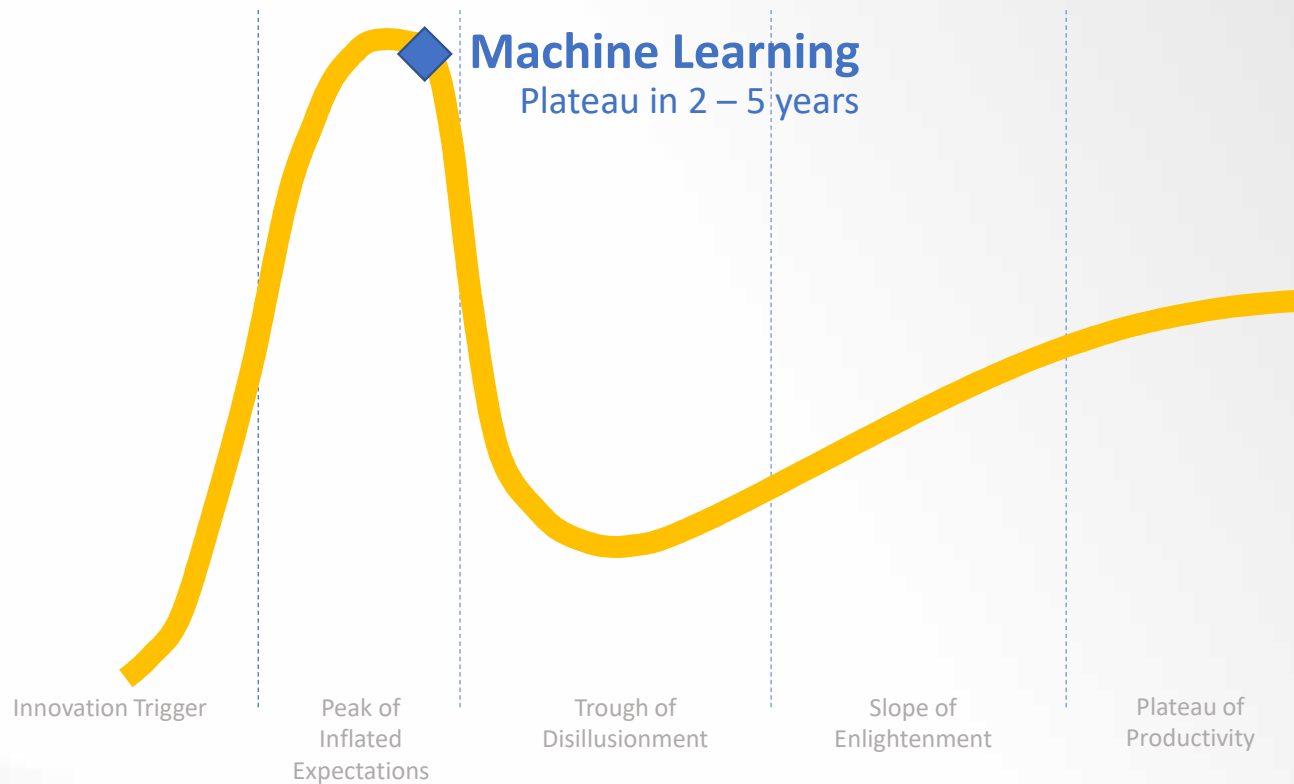 Machine Learning
Plateau in 2 – 5 years
Innovation Trigger
Peak of
Inflated
Expectations
Trough of
Disillusionment
Slope of
Enlightenment
Plateau of
Productivity